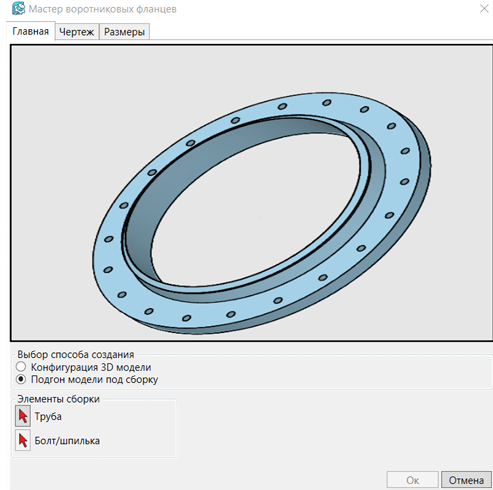 Мастер воротниковых фланцев
Главная Чертеж Размеры
Выбор способа создания
Конфигурация 3D модели
Подгон модели под сборку
Элементы сборки
Труба
Болт/шпилька
Ок Отмена